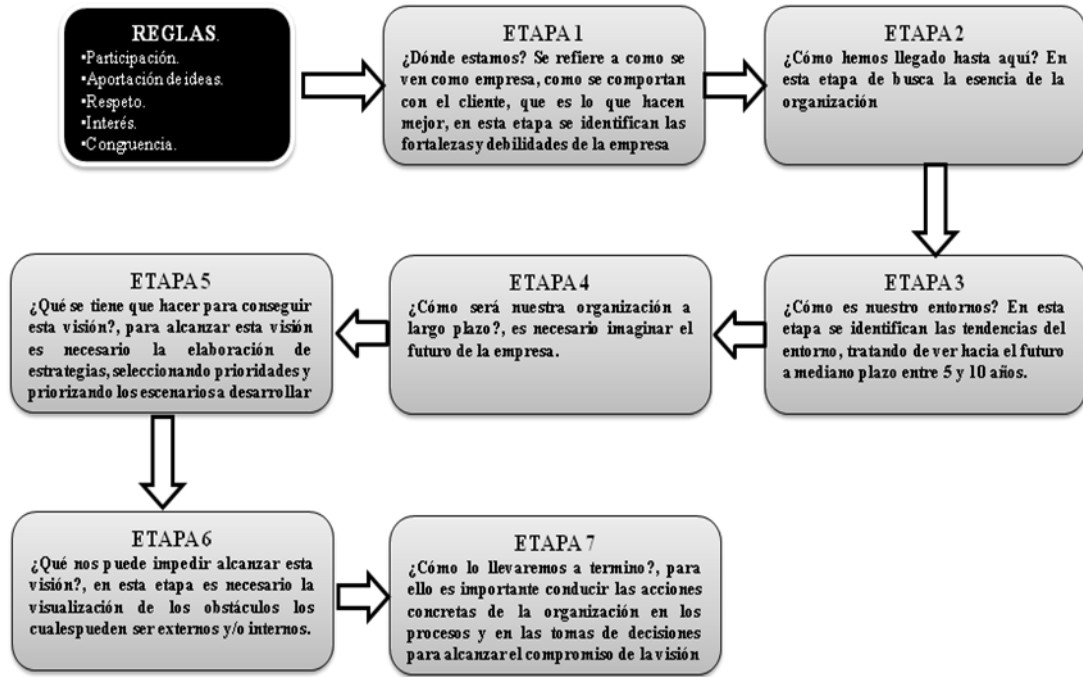 REGLAS.
•Participación.
•Aportación de ideas.
•Respeto.
•Interés.
•Congruencia.
ETAPA 1
¿Dónde estamos? Se refiere a como se
ven como empresa, como se comportan
con el cliente, que es lo que hacen
mejor, en esta etapa se identifican las
fortalezas y debilidades de la empresa
ETAPA 2
¿Cómo hemos llegado hasta aquí? En
esta etapa de busca la esencia de la
organización
ETAPA 3
¿Cómo es nuestro entornos? En esta
etapa se identifican las tendencias del
entorno, tratando de ver hacia el futuro
a mediano plazo entre 5 y 10 años.
ETAPA 4
¿Cómo será nuestra organización a
largo plazo?, es necesario imaginar el
futuro de la empresa.
ETAPA 5
¿Qué se tiene que hacer para conseguir
esta visión?, para alcanzar esta visión
es necesario la elaboración de
estrategias, seleccionando prioridades y
priorizando los escenarios a desarrollar
ETAPA 6
¿Qué nos puede impedir alcanzar esta
visión?, en esta etapa es necesario la
visualización de los obstáculos los
cuales pueden ser externos y/o internos.
ETAPA 7
¿Cómo lo llevaremos a termino?, para
ello es importante conducir las acciones
concretas de la organización en los
procesos y en las tomas de decisiones
para alcanzar el compromiso de la visión